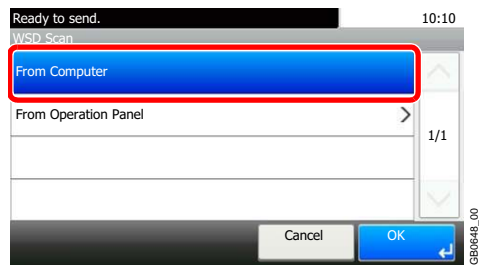 Ready to send. 10:10
WSD Scan
From Computer
From Operation Panel
1/1
Cancel OK
GB0648_00